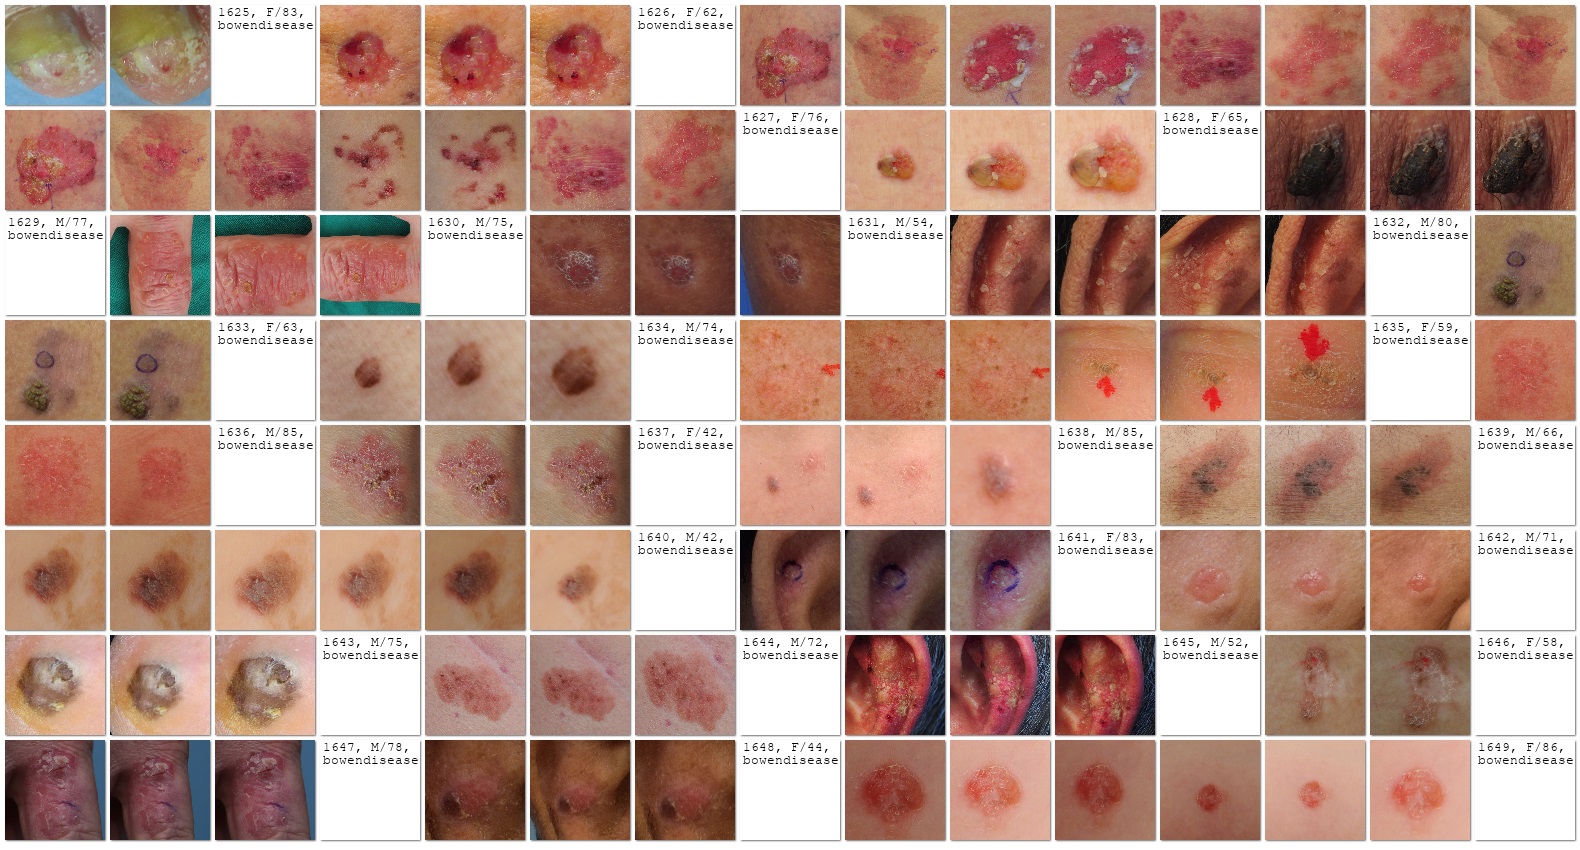 1625, F/83,
bowendisease
1626, F/62,
bowendisease
1627, F/76,
bowendisease
1628, F/65,
bowendisease
1629, M/77,
bowendisease
1630, M/75,
bowendisease
1631, M/54,
bowendisease
1632, M/80,
bowendisease
1633, F/63,
bowendisease
1634, M/74,
bowendisease
1635, F/59,
bowendisease
1636, M/85,
bowendisease
1637, F/42,
bowendisease
1638, M/85,
bowendisease
1639, M/66,
bowendisease
1640, M/42,
bowendisease
1641, F/83,
bowendisease
1642, M/71,
bowendisease
1643, M/75,
bowendisease
1644, M/72,
bowendisease
1645, M/52,
bowendisease
1646, F/58,
bowendisease
1647, M/78,
bowendisease
1648, F/44,
bowendisease
1649, F/86,
bowendisease